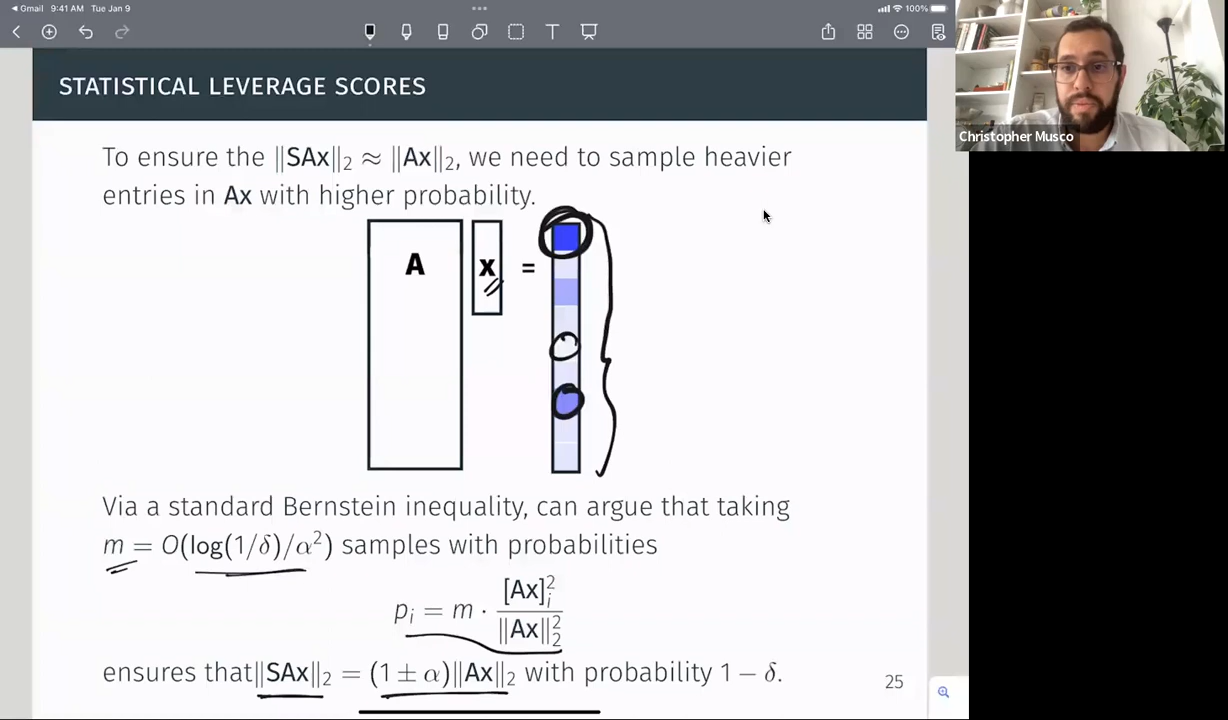 Gmail 9:41 AM Tue Jan 9
100%
STATISTICAL LEVERAGE SCORES
Christopher Musco
To ensure the ||SAx||₂ ≈ ||Ax||₂, we need to sample heavier
entries in Ax with higher probability.
A x =
Via a standard Bernstein inequality, can argue that taking
m = O(log(1/δ)/α²) samples with probabilities
pᵢ = m · [Ax]ᵢ² / ||Ax||₂²
ensures that||SAx||₂ = (1 ± α)||Ax||₂ with probability 1 − δ.
25